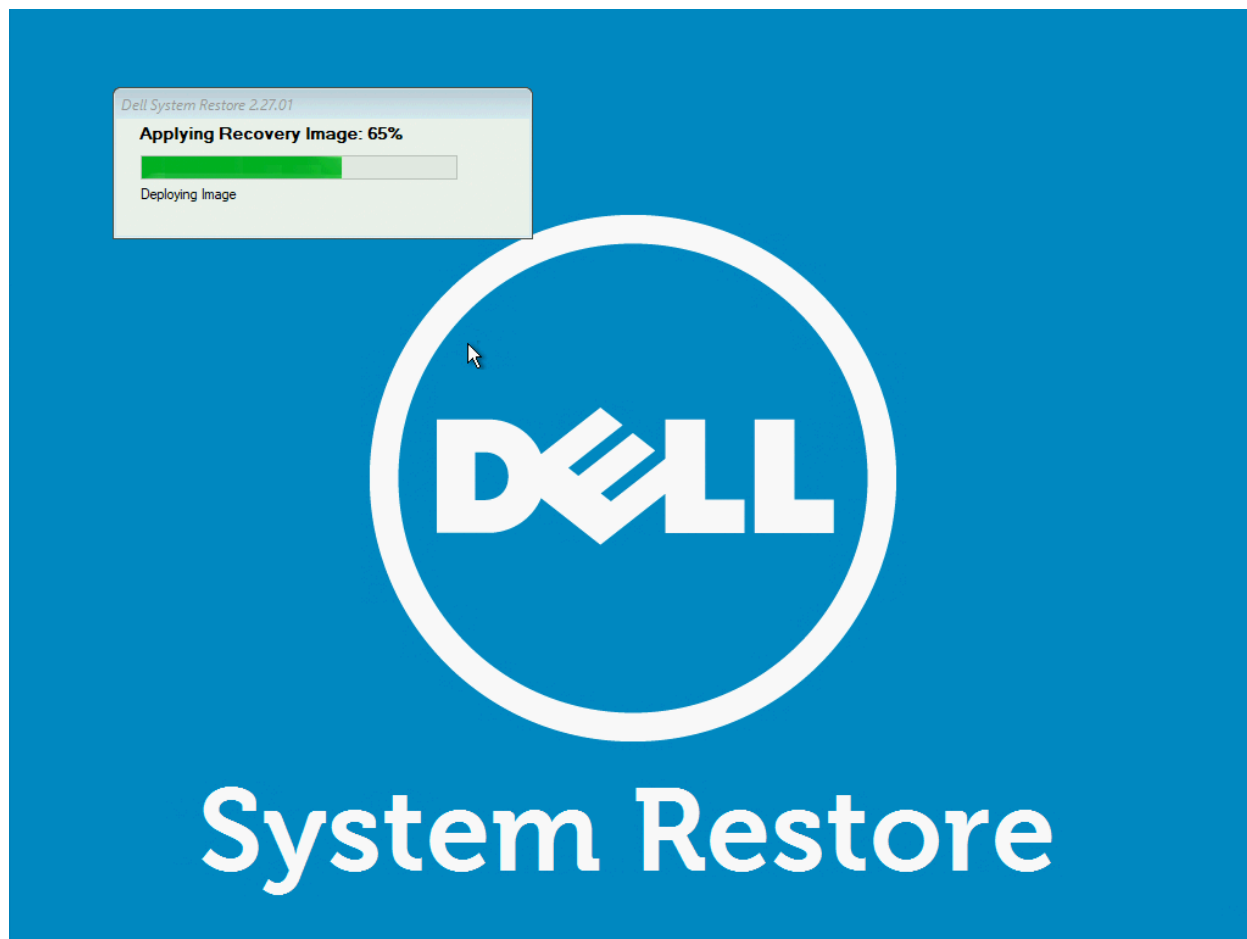 Dell System Restore 2.27.01
Applying Recovery Image: 65%
Deploying Image
DELL
System Restore